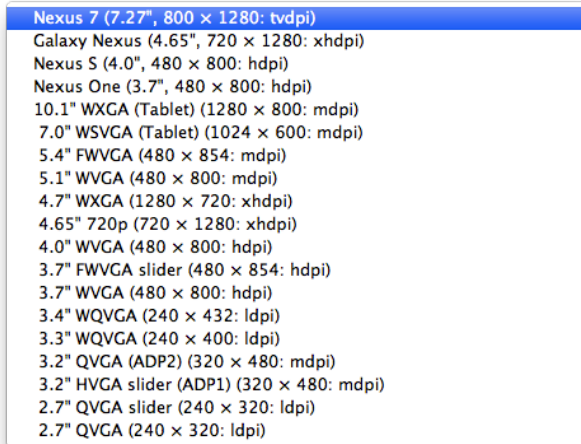 Nexus 7 (7.27", 800 × 1280: tvdpi)
Galaxy Nexus (4.65", 720 × 1280: xhdpi)
Nexus S (4.0", 480 × 800: hdpi)
Nexus One (3.7", 480 × 800: hdpi)
10.1" WXGA (Tablet) (1280 × 800: mdpi)
7.0" WSVGA (Tablet) (1024 × 600: mdpi)
5.4" FWVGA (480 × 854: mdpi)
5.1" WVGA (480 × 800: mdpi)
4.7" WXGA (1280 × 720: xhdpi)
4.65" 720p (720 × 1280: xhdpi)
4.0" WVGA (480 × 800: hdpi)
3.7" FWVGA slider (480 × 854: hdpi)
3.7" WVGA (480 × 800: hdpi)
3.4" WQVGA (240 × 432: ldpi)
3.3" WQVGA (240 × 400: ldpi)
3.2" QVGA (ADP2) (320 × 480: mdpi)
3.2" HVGA slider (ADP1) (320 × 480: mdpi)
2.7" QVGA slider (240 × 320: ldpi)
2.7" QVGA (240 × 320: ldpi)